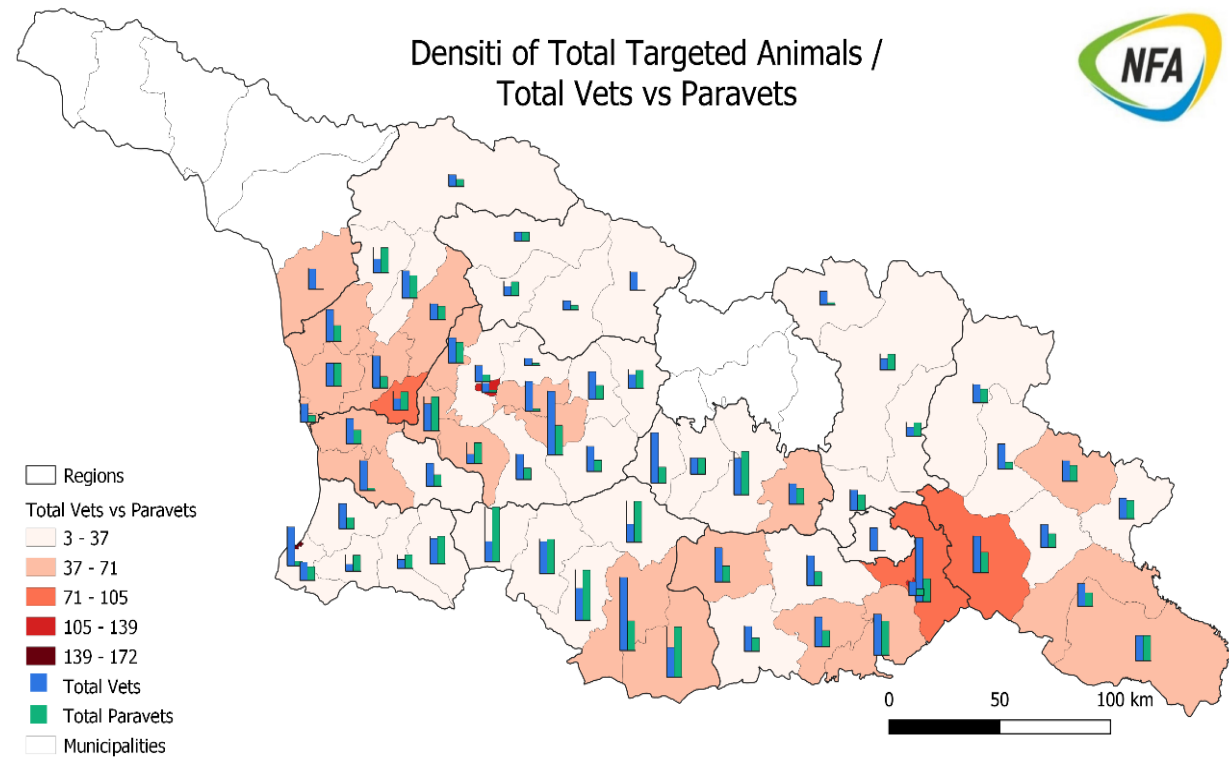 Densiti of Total Targeted Animals /
Total Vets vs Paravets
NFA
Regions
Total Vets vs Paravets
3 - 37
37 - 71
71 - 105
105 - 139
139 - 172
Total Vets
Total Paravets
Municipalities
0 50 100 km